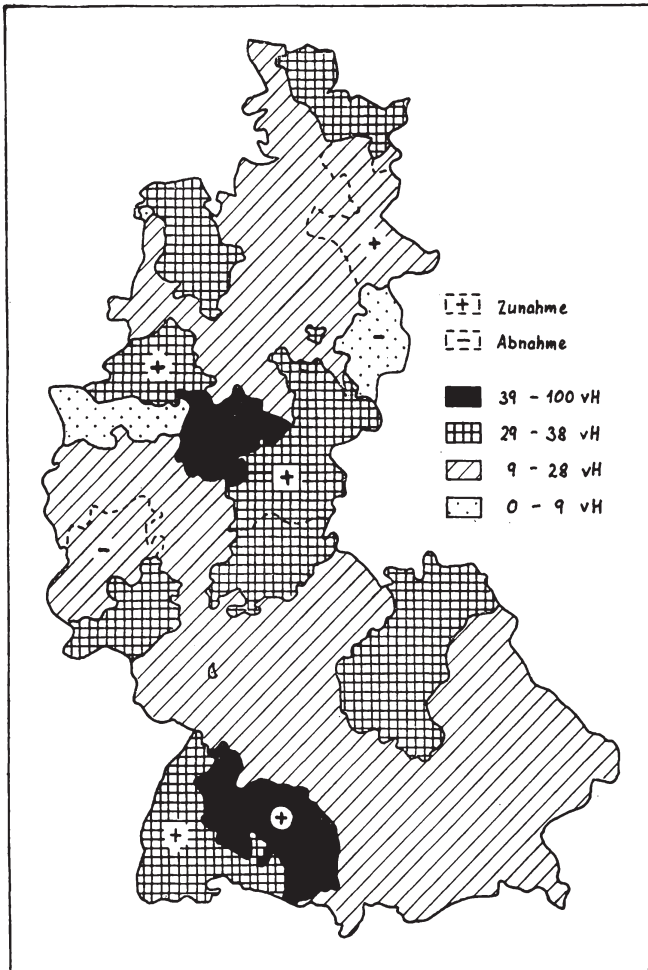 + Zunahme
- Abnahme
39 - 100 vH
29 - 38 vH
9 - 28 vH
0 - 9 vH
+
-
+
+
-
+
+